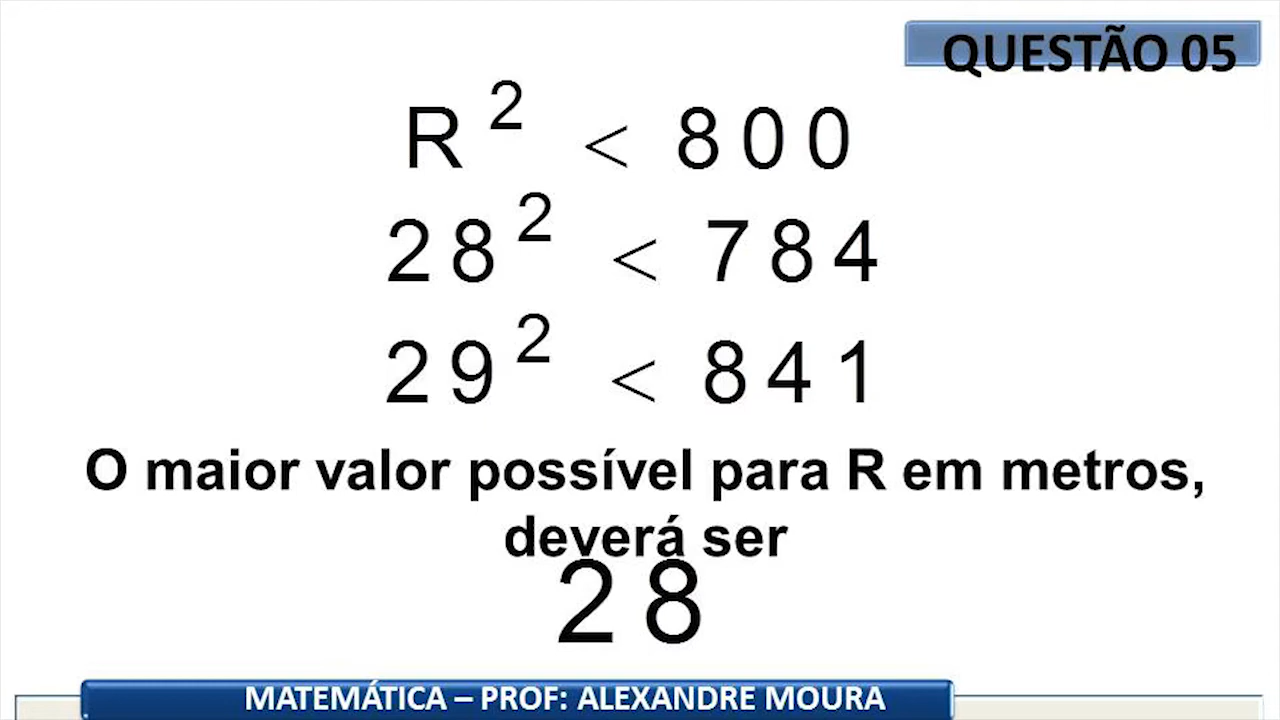 QUESTÃO 05
R² < 800
28² < 784
29² < 841
O maior valor possível para R em metros,
deverá ser
28
MATEMÁTICA – PROF: ALEXANDRE MOURA